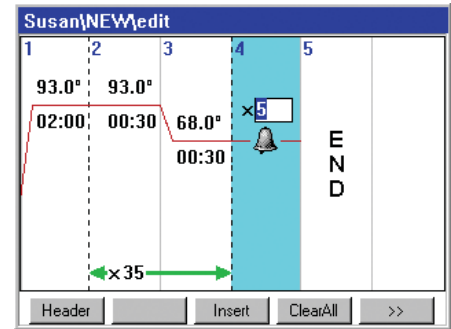 Susan\NEW\edit
1 2 3 4 5
93.0° 93.0°
×5
02:00 00:30 68.0°
00:30
E
N
D
×35
Header Insert ClearAll >>